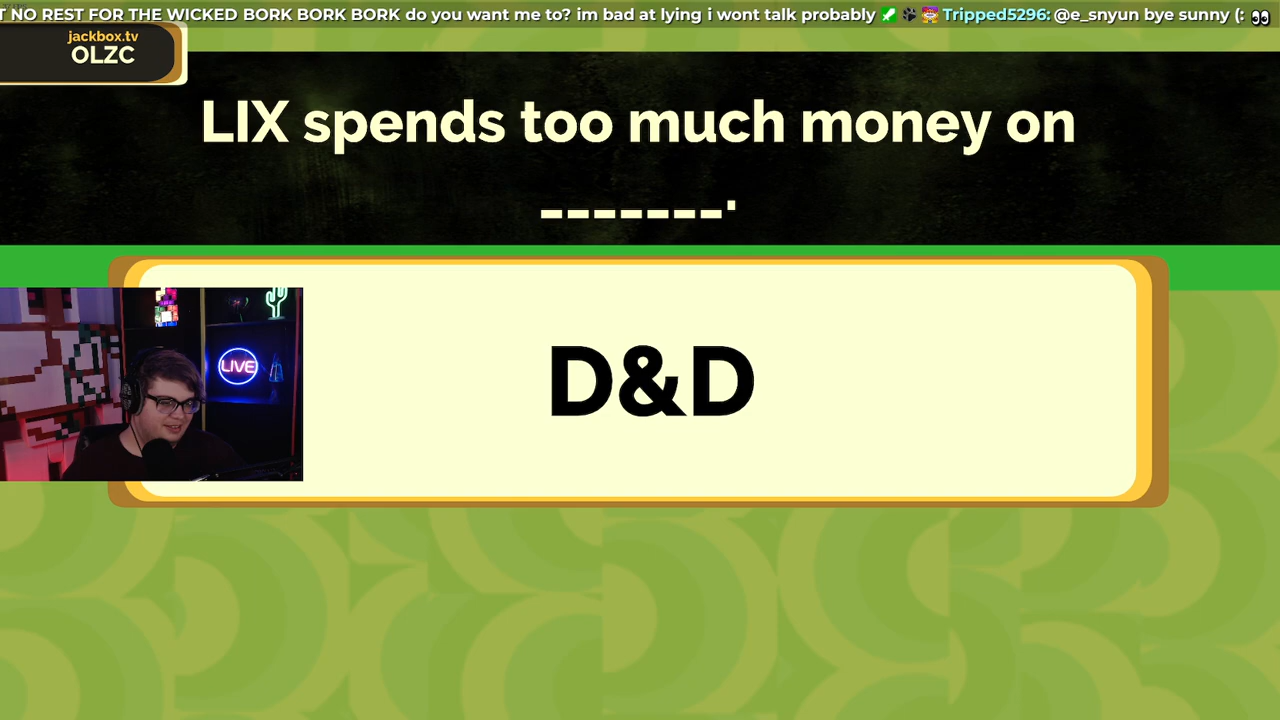 T NO REST FOR THE WICKED BORK BORK BORK do you want me to? im bad at lying i wont talk probably Tripped5296: @e_snyun bye sunny (:
jackbox.tv
OLZC
LIX spends too much money on
_______.
LIVE
D&D